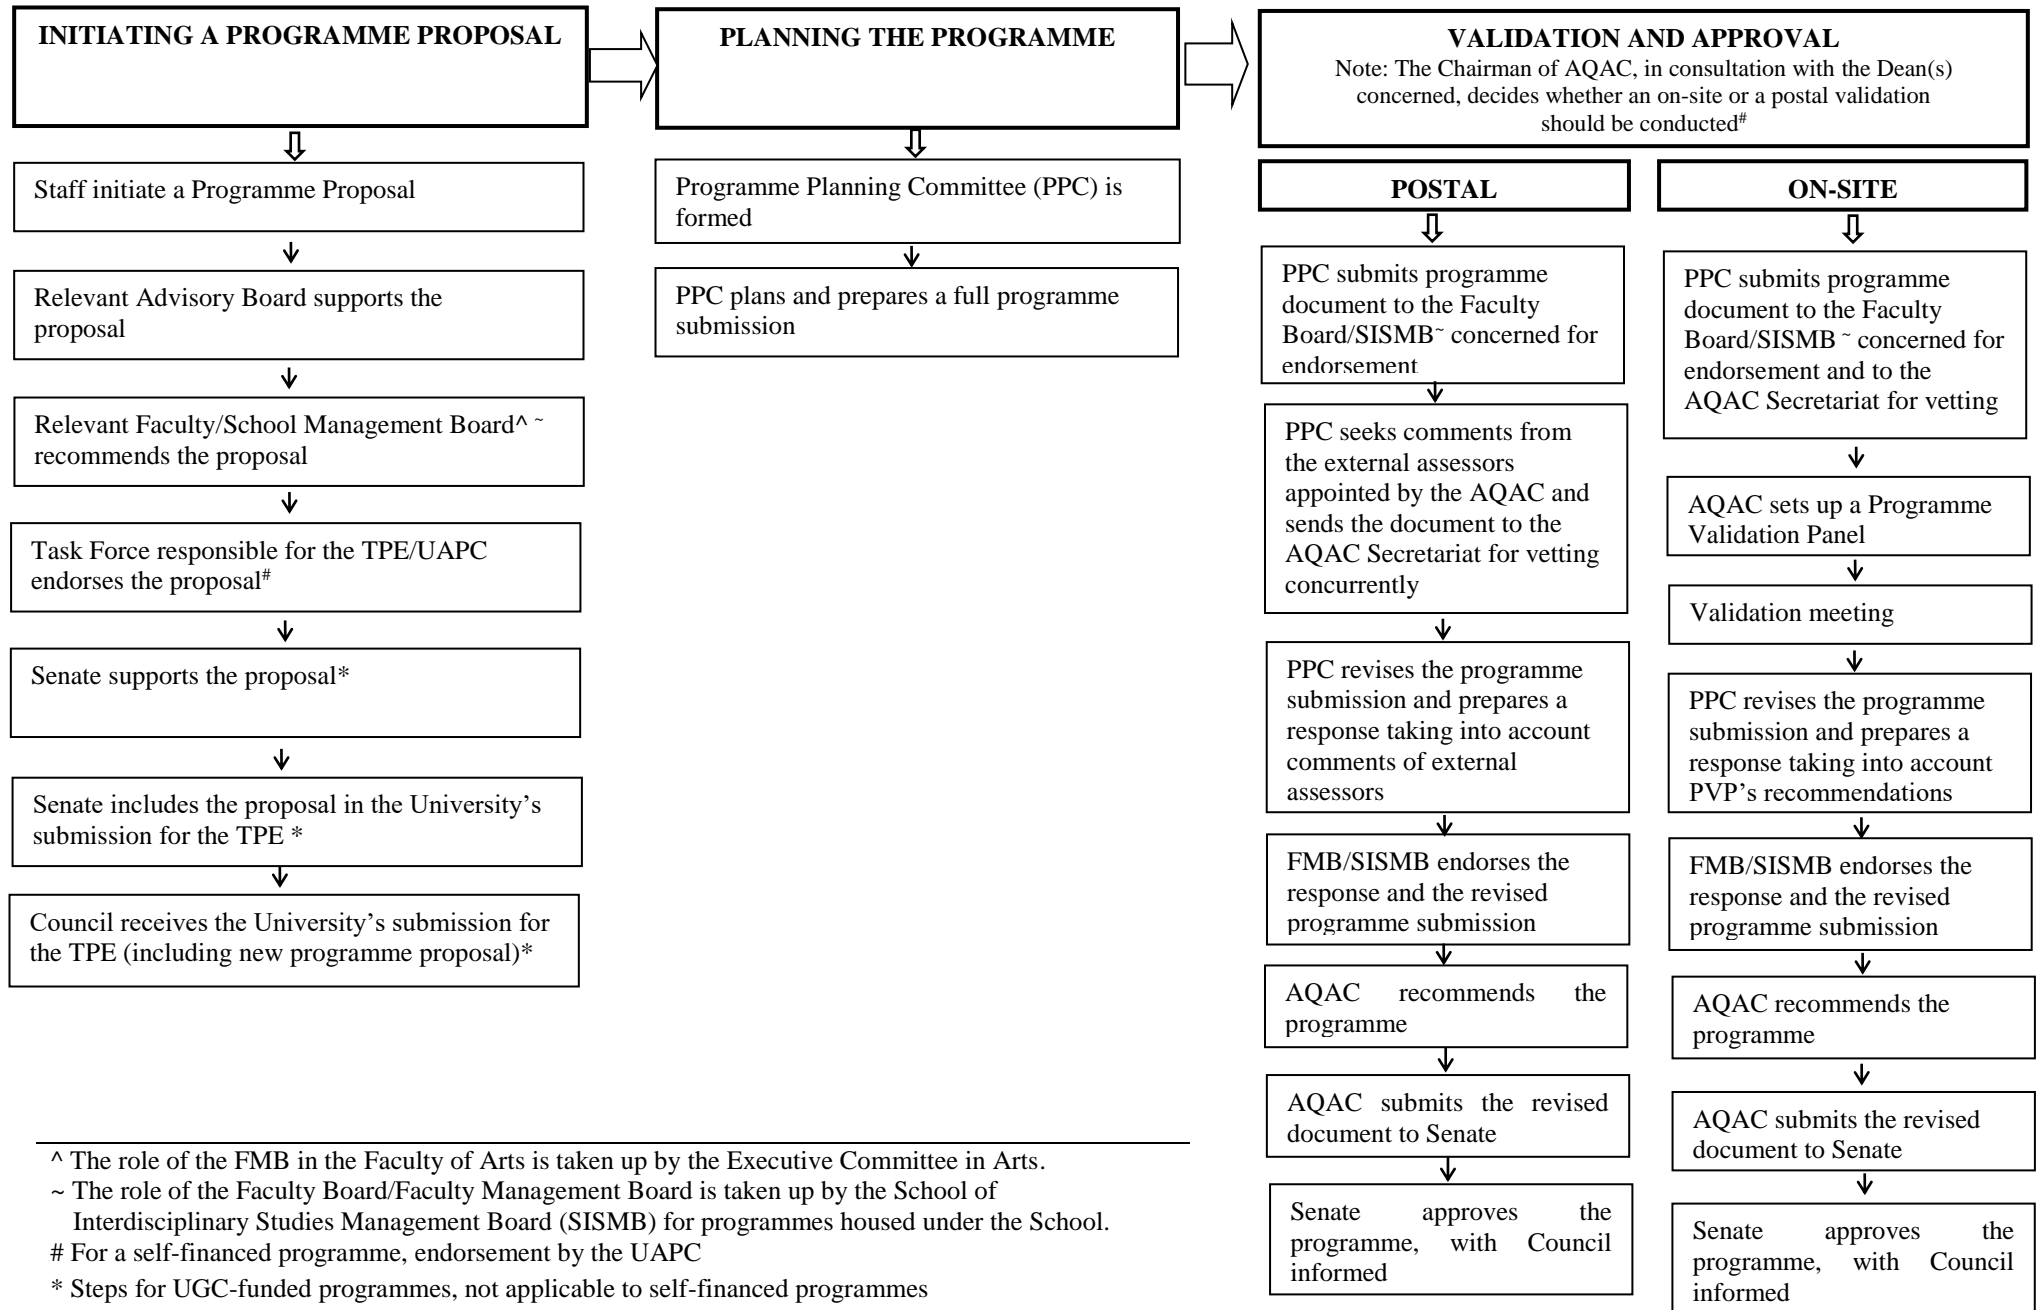 INITIATING A PROGRAMME PROPOSAL
Staff initiate a Programme Proposal
Relevant Advisory Board supports the
proposal
Relevant Faculty/School Management Board^ ~
recommends the proposal
Task Force responsible for the TPE/UAPC
endorses the proposal#
Senate supports the proposal*
Senate includes the proposal in the University’s
submission for the TPE *
Council receives the University’s submission for
the TPE (including new programme proposal)*
PLANNING THE PROGRAMME
Programme Planning Committee (PPC) is
formed
PPC plans and prepares a full programme
submission
VALIDATION AND APPROVAL
Note: The Chairman of AQAC, in consultation with the Dean(s)
concerned, decides whether an on-site or a postal validation
should be conducted#
POSTAL
PPC submits programme
document to the Faculty
Board/SISMB~ concerned for
endorsement
PPC seeks comments from
the external assessors
appointed by the AQAC and
sends the document to the
AQAC Secretariat for vetting
concurrently
PPC revises the programme
submission and prepares a
response taking into account
comments of external
assessors
FMB/SISMB endorses the
response and the revised
programme submission
AQAC recommends the
programme
AQAC submits the revised
document to Senate
Senate approves the
programme, with Council
informed
ON-SITE
PPC submits programme
document to the Faculty
Board/SISMB ~ concerned for
endorsement and to the
AQAC Secretariat for vetting
AQAC sets up a Programme
Validation Panel
Validation meeting
PPC revises the programme
submission and prepares a
response taking into account
PVP’s recommendations
FMB/SISMB endorses the
response and the revised
programme submission
AQAC recommends the
programme
AQAC submits the revised
document to Senate
Senate approves the
programme, with Council
informed
^ The role of the FMB in the Faculty of Arts is taken up by the Executive Committee in Arts.
~ The role of the Faculty Board/Faculty Management Board is taken up by the School of
Interdisciplinary Studies Management Board (SISMB) for programmes housed under the School.
# For a self-financed programme, endorsement by the UAPC
* Steps for UGC-funded programmes, not applicable to self-financed programmes